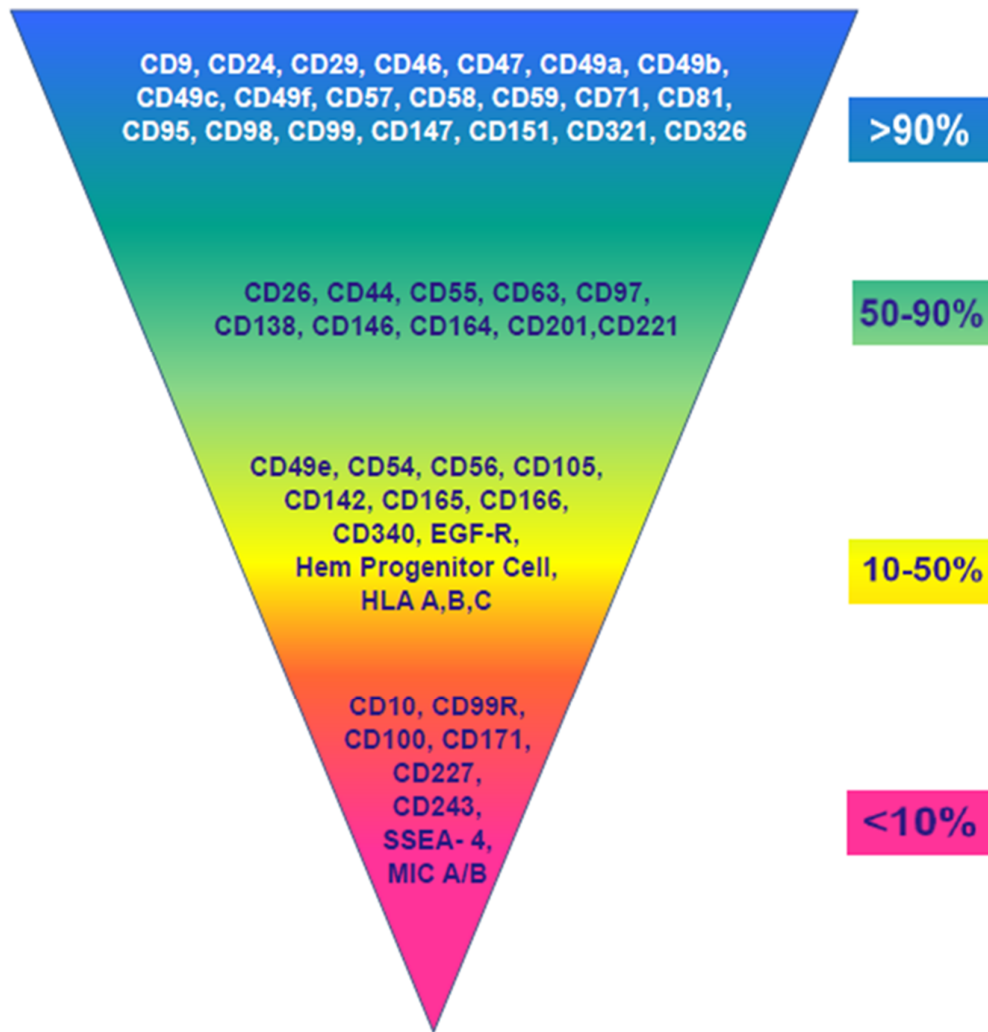 CD9, CD24, CD29, CD46, CD47, CD49a, CD49b,
CD49c, CD49f, CD57, CD58, CD59, CD71, CD81,
CD95, CD98, CD99, CD147, CD151, CD321, CD326
>90%
CD26, CD44, CD55, CD63, CD97,
CD138, CD146, CD164, CD201,CD221
50-90%
CD49e, CD54, CD56, CD105,
CD142, CD165, CD166,
CD340, EGF-R,
Hem Progenitor Cell,
HLA A,B,C
10-50%
CD10, CD99R,
CD100, CD171,
CD227,
CD243,
SSEA- 4,
MIC A/B
<10%